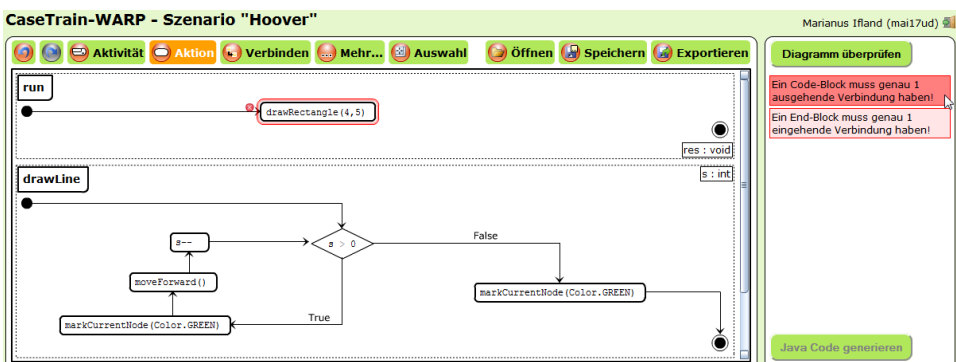 CaseTrain-WARP - Szenario "Hoover"
Marianus Ifland (mai17ud)
Aktivität Aktion Verbinden Mehr... Auswahl Öffnen Speichern Exportieren
run
drawRectangle(4,5)
res : void
drawLine
s : int
s > 0
False
s--
moveForward()
markCurrentNode(Color.GREEN)
True
markCurrentNode(Color.GREEN)
Diagramm überprüfen
Ein Code-Block muss genau 1
ausgehende Verbindung haben!
Ein End-Block muss genau 1
eingehende Verbindung haben!
Java Code generieren